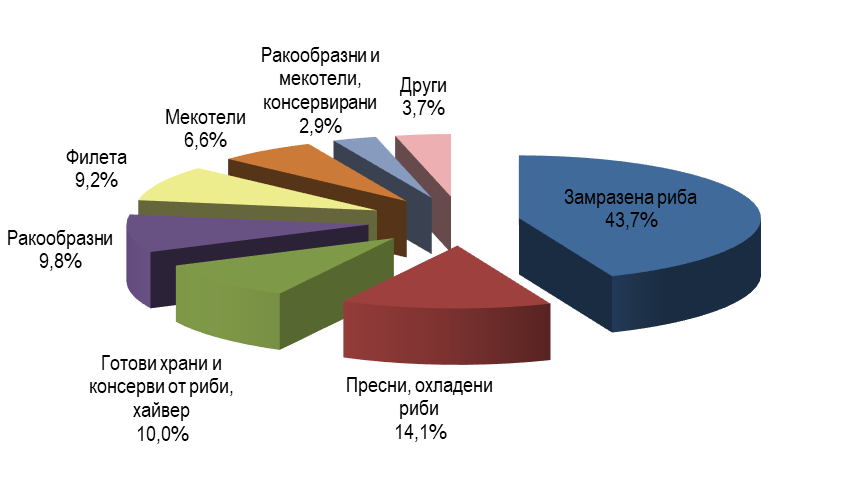 Ракообразни и
мекотели,
консервирани
2,9%
Други
3,7%
Мекотели
6,6%
Филета
9,2%
Замразена риба
43,7%
Ракообразни
9,8%
Готови храни и
консерви от риби,
хайвер
10,0%
Пресни, охладени
риби
14,1%